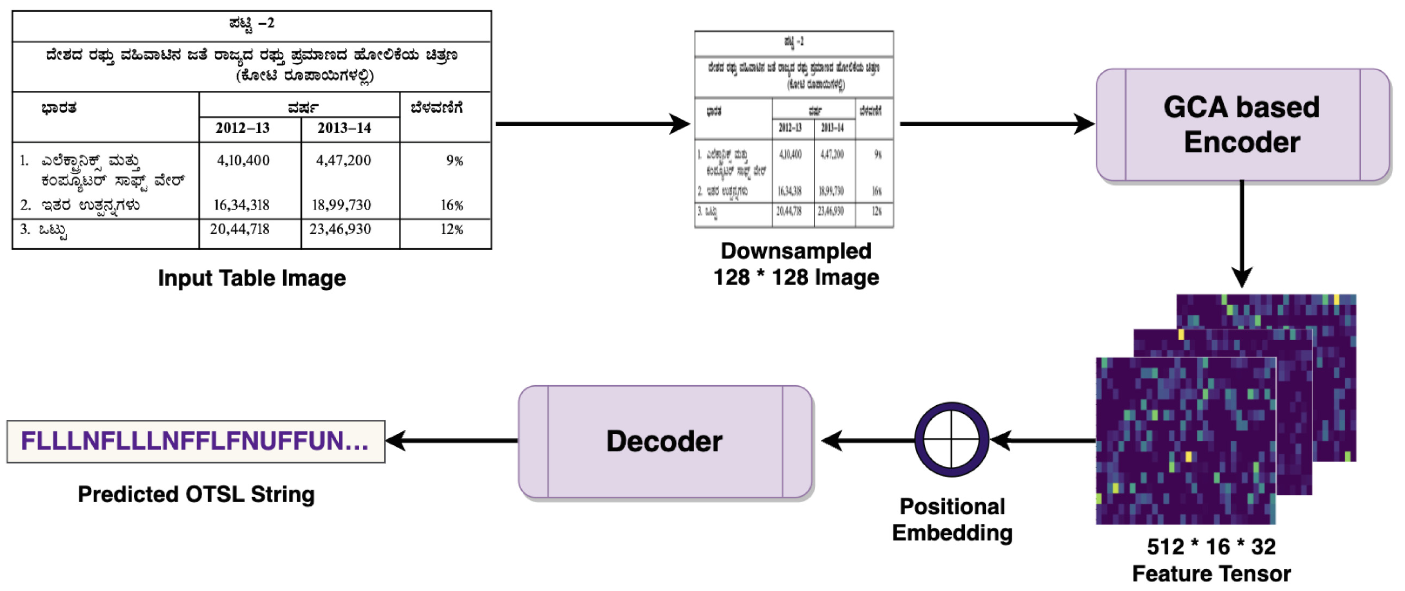 ಪಟ್ಟಿ -2
ದೇಶದ ರಫ್ತು ವಹಿವಾಟಿನ ಜತೆ ರಾಜ್ಯದ ರಫ್ತು ಪ್ರಮಾಣದ ಹೋಲಿಕೆಯ ಚಿತ್ರಣ
(ಕೋಟಿ ರೂಪಾಯಿಗಳಲ್ಲಿ)
ಭಾರತ ವರ್ಷ ಬೆಳವಣಿಗೆ
2012-13 2013-14
1. ಎಲೆಕ್ಟ್ರಾನಿಕ್ಸ್ ಮತ್ತು 4,10,400 4,47,200 9%
ಕಂಪ್ಯೂಟರ್ ಸಾಫ್ಟ್ ವೇರ್
2. ಇತರ ಉತ್ಪನ್ನಗಳು 16,34,318 18,99,730 16%
3. ಒಟ್ಟು 20,44,718 23,46,930 12%
Input Table Image
ಪಟ್ಟಿ -2
ದೇಶದ ರಫ್ತು ವಹಿವಾಟಿನ ಜತೆ ರಾಜ್ಯದ ರಫ್ತು ಪ್ರಮಾಣದ ಹೋಲಿಕೆಯ ಚಿತ್ರಣ
(ಕೋಟಿ ರೂಪಾಯಿಗಳಲ್ಲಿ)
ಭಾರತ ವರ್ಷ ಬೆಳವಣಿಗೆ
2012-13 2013-14
1. ಎಲೆಕ್ಟ್ರಾನಿಕ್ಸ್ ಮತ್ತು 4,10,400 4,47,200 9%
ಕಂಪ್ಯೂಟರ್ ಸಾಫ್ಟ್ ವೇರ್
2. ಇತರ ಉತ್ಪನ್ನಗಳು 16,34,318 18,99,730 16%
3. ಒಟ್ಟು 20,44,718 23,46,930 12%
Downsampled
128 * 128 Image
GCA based
Encoder
512 * 16 * 32
Feature Tensor
Positional
Embedding
Decoder
FLLLNFLLLNFFLFNUFFUN...
Predicted OTSL String